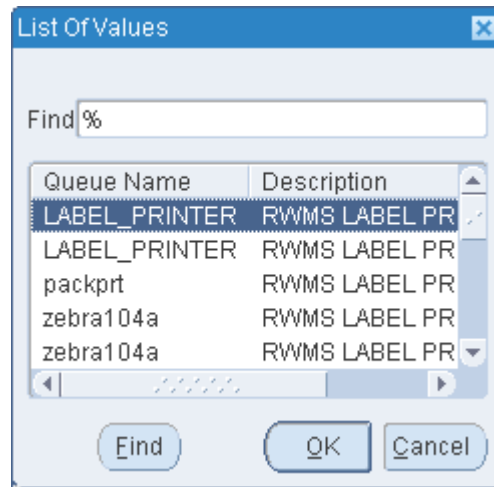 List Of Values
Find %
Queue Name Description
LABEL_PRINTER RWMS LABEL PR
LABEL_PRINTER RWMS LABEL PR
packprt RWMS LABEL PR
zebra104a RWMS LABEL PR
zebra104a RWMS LABEL PR
Find OK Cancel